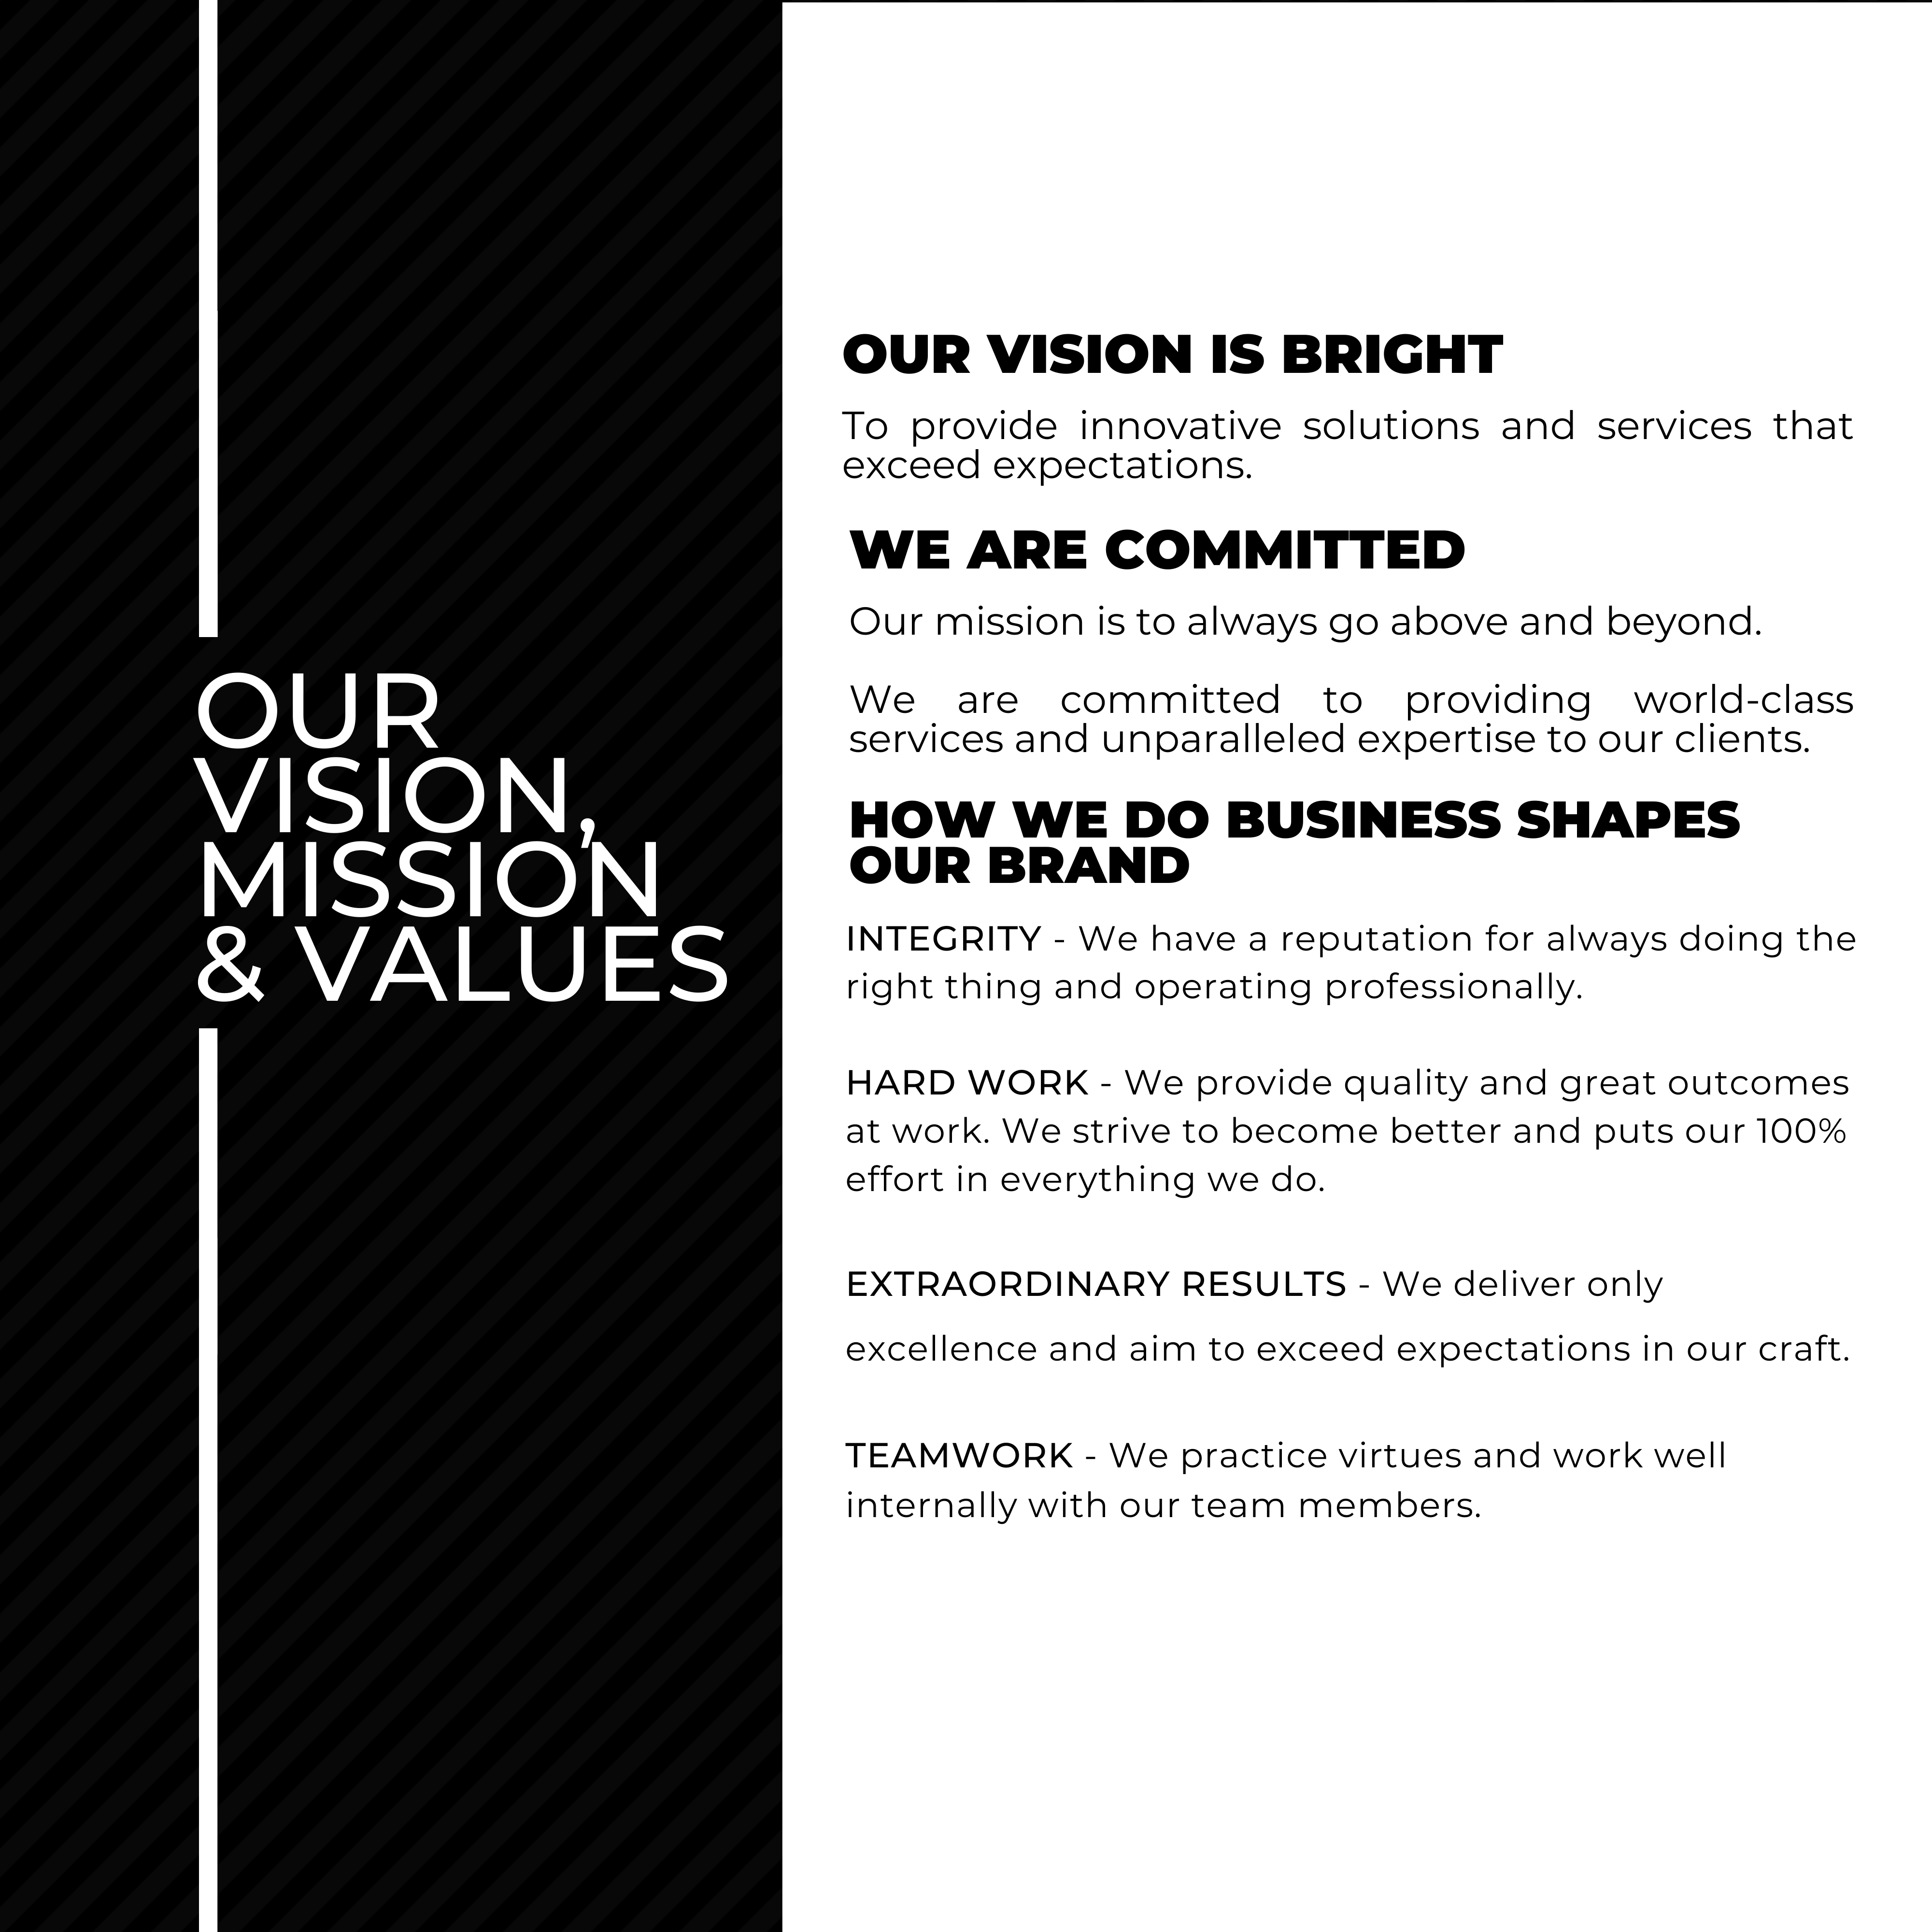 OUR
VISION,
MISSION
& VALUES
OUR VISION IS BRIGHT
To provide innovative solutions and services that
exceed expectations.
WE ARE COMMITTED
Our mission is to always go above and beyond.
We are committed to providing world-class
services and unparalleled expertise to our clients.
HOW WE DO BUSINESS SHAPES
OUR BRAND
INTEGRITY - We have a reputation for always doing the
right thing and operating professionally.
HARD WORK - We provide quality and great outcomes
at work. We strive to become better and puts our 100%
effort in everything we do.
EXTRAORDINARY RESULTS - We deliver only
excellence and aim to exceed expectations in our craft.
TEAMWORK - We practice virtues and work well
internally with our team members.